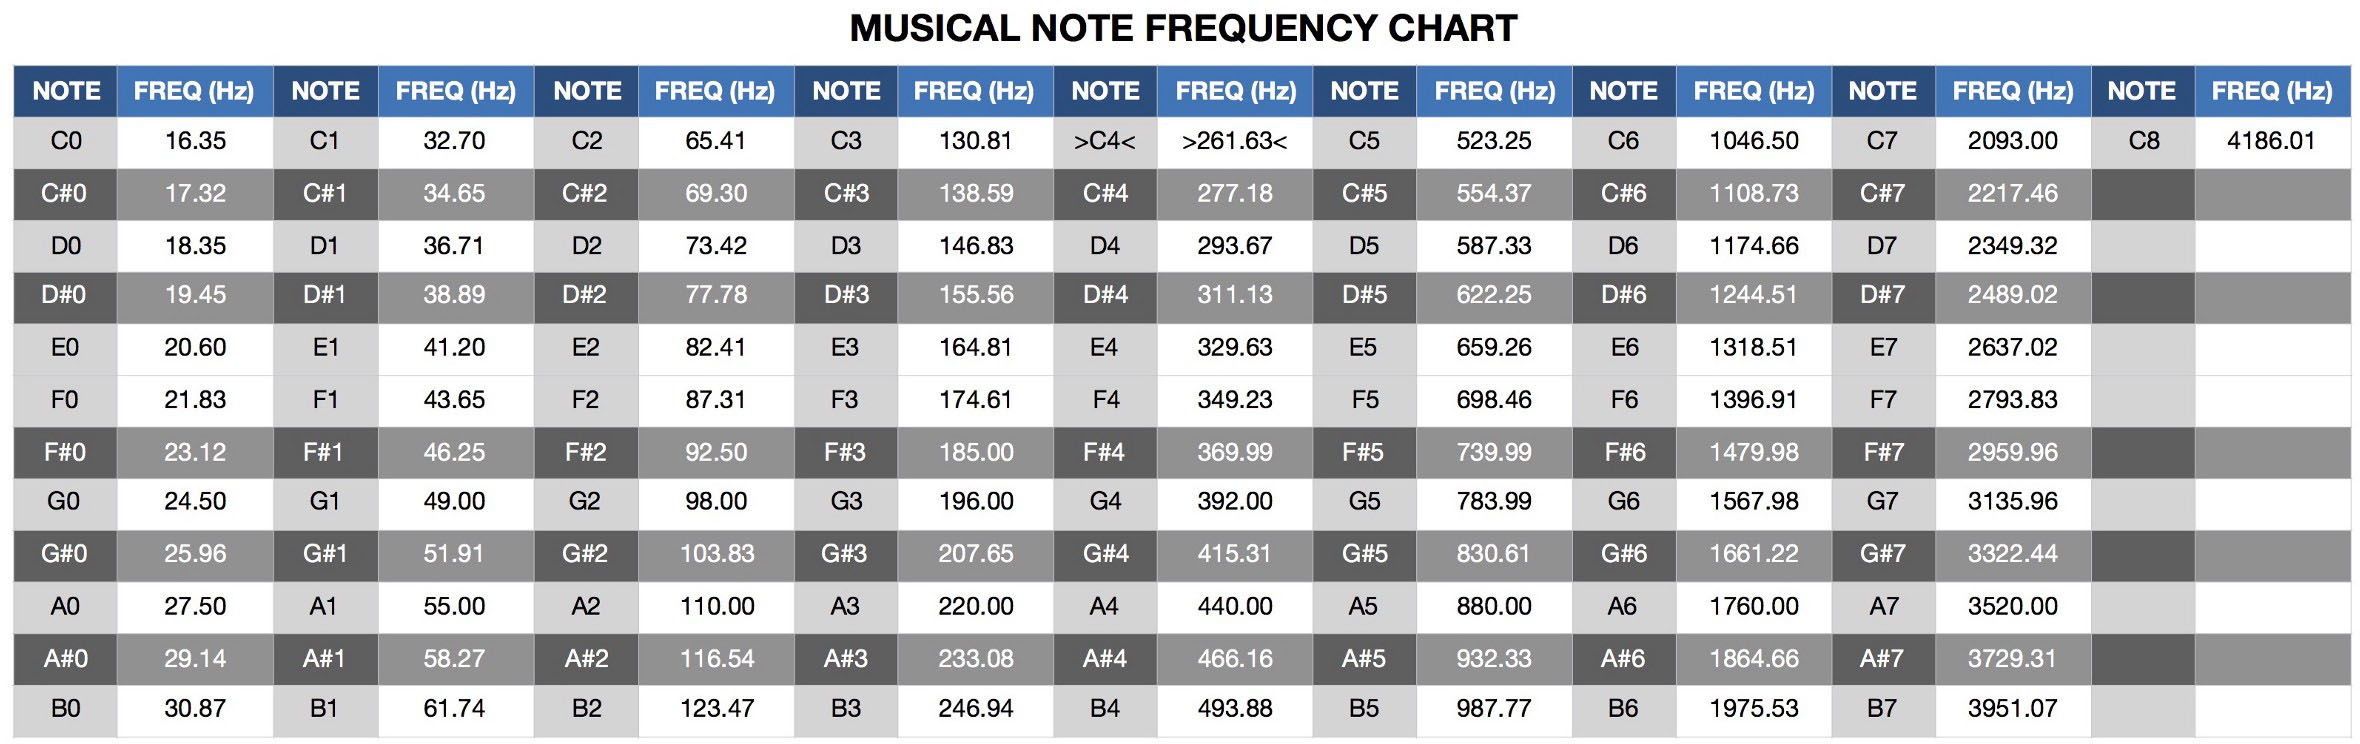 MUSICAL NOTE FREQUENCY CHART
NOTE FREQ (Hz) NOTE FREQ (Hz) NOTE FREQ (Hz) NOTE FREQ (Hz) NOTE FREQ (Hz) NOTE FREQ (Hz) NOTE FREQ (Hz) NOTE FREQ (Hz) NOTE FREQ (Hz)
C0 16.35 C1 32.70 C2 65.41 C3 130.81 >C4< >261.63< C5 523.25 C6 1046.50 C7 2093.00 C8 4186.01
C#0 17.32 C#1 34.65 C#2 69.30 C#3 138.59 C#4 277.18 C#5 554.37 C#6 1108.73 C#7 2217.46
D0 18.35 D1 36.71 D2 73.42 D3 146.83 D4 293.67 D5 587.33 D6 1174.66 D7 2349.32
D#0 19.45 D#1 38.89 D#2 77.78 D#3 155.56 D#4 311.13 D#5 622.25 D#6 1244.51 D#7 2489.02
E0 20.60 E1 41.20 E2 82.41 E3 164.81 E4 329.63 E5 659.26 E6 1318.51 E7 2637.02
F0 21.83 F1 43.65 F2 87.31 F3 174.61 F4 349.23 F5 698.46 F6 1396.91 F7 2793.83
F#0 23.12 F#1 46.25 F#2 92.50 F#3 185.00 F#4 369.99 F#5 739.99 F#6 1479.98 F#7 2959.96
G0 24.50 G1 49.00 G2 98.00 G3 196.00 G4 392.00 G5 783.99 G6 1567.98 G7 3135.96
G#0 25.96 G#1 51.91 G#2 103.83 G#3 207.65 G#4 415.31 G#5 830.61 G#6 1661.22 G#7 3322.44
A0 27.50 A1 55.00 A2 110.00 A3 220.00 A4 440.00 A5 880.00 A6 1760.00 A7 3520.00
A#0 29.14 A#1 58.27 A#2 116.54 A#3 233.08 A#4 466.16 A#5 932.33 A#6 1864.66 A#7 3729.31
B0 30.87 B1 61.74 B2 123.47 B3 246.94 B4 493.88 B5 987.77 B6 1975.53 B7 3951.07